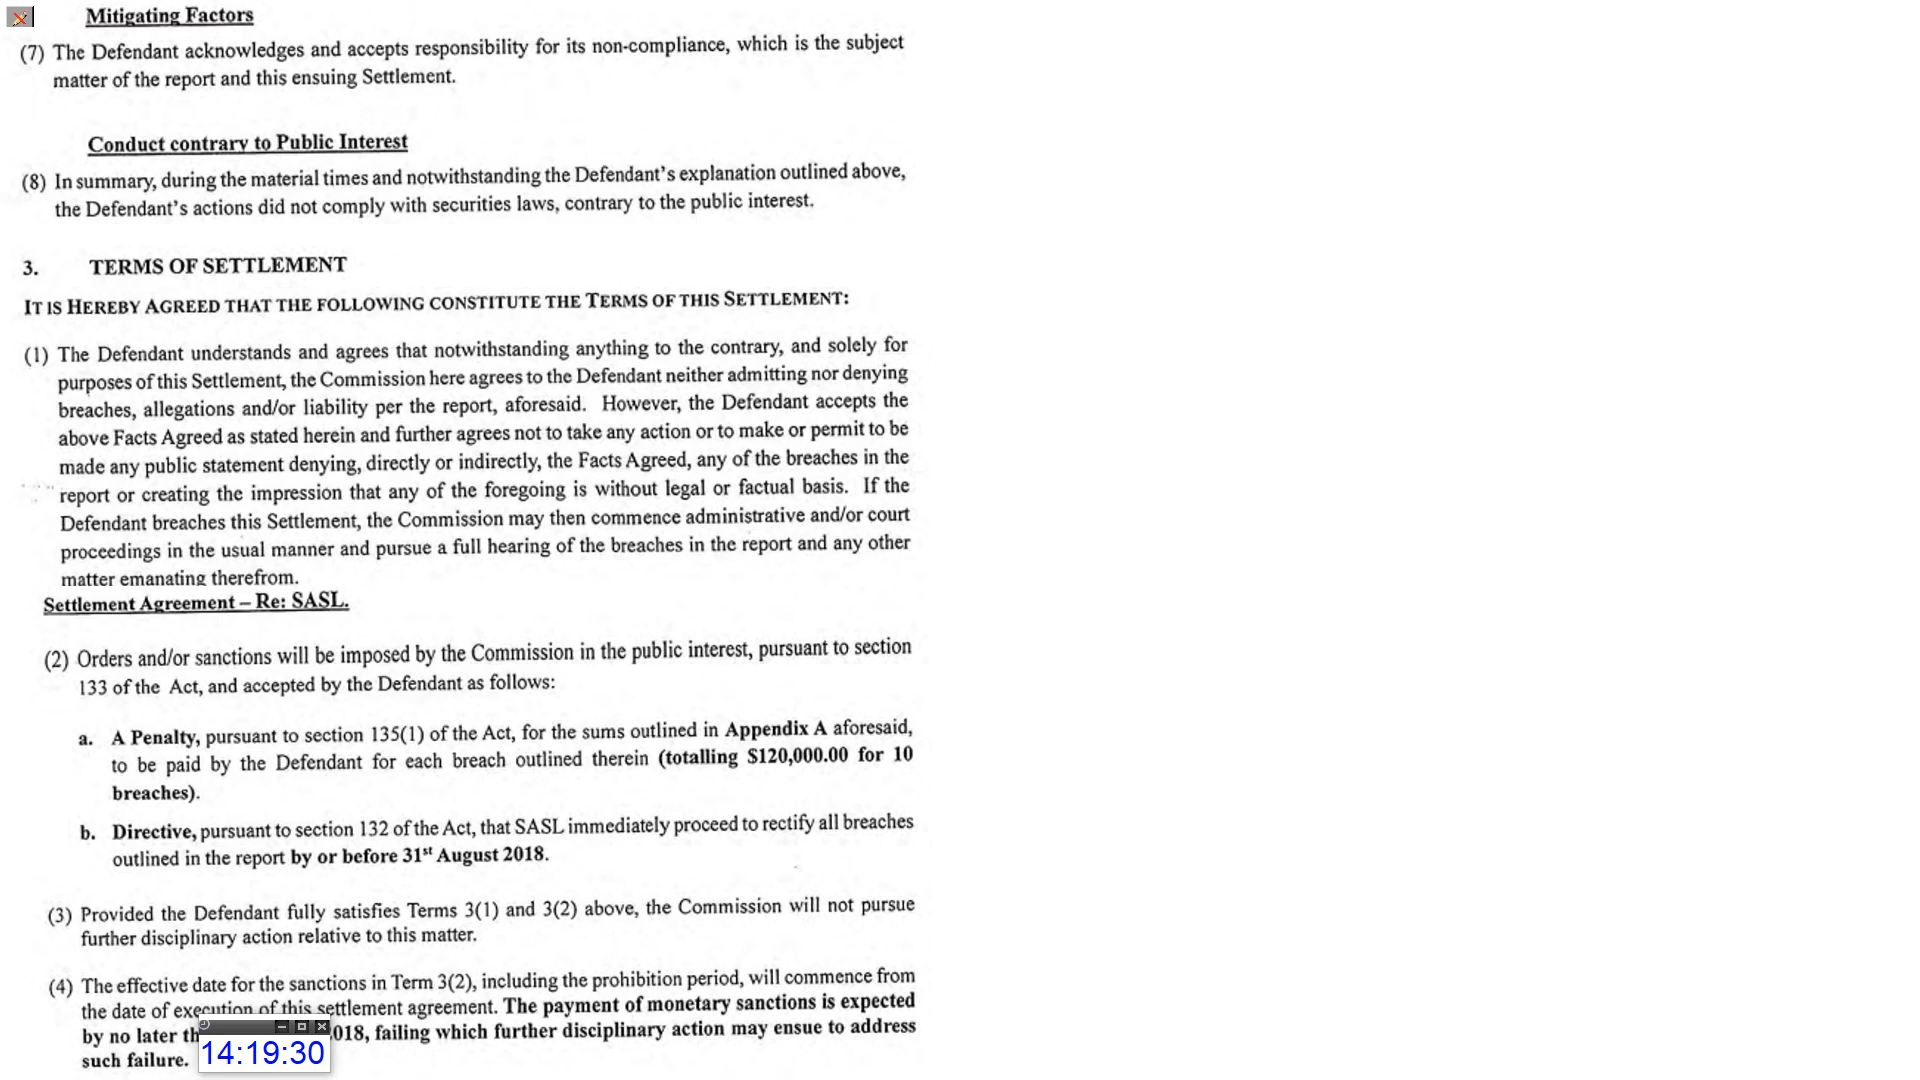 Mitigating Factors
(7) The Defendant acknowledges and accepts responsibility for its non-compliance, which is the subject
matter of the report and this ensuing Settlement.
Conduct contrary to Public Interest
(8) In summary, during the material times and notwithstanding the Defendant's explanation outlined above,
the Defendant's actions did not comply with securities laws, contrary to the public interest.
3. TERMS OF SETTLEMENT
IT IS HEREBY AGREED THAT THE FOLLOWING CONSTITUTE THE TERMS OF THIS SETTLEMENT:
(1) The Defendant understands and agrees that notwithstanding anything to the contrary, and solely for
purposes of this Settlement, the Commission here agrees to the Defendant neither admitting nor denying
breaches, allegations and/or liability per the report, aforesaid. However, the Defendant accepts the
above Facts Agreed as stated herein and further agrees not to take any action or to make or permit to be
made any public statement denying, directly or indirectly, the Facts Agreed, any of the breaches in the
report or creating the impression that any of the foregoing is without legal or factual basis. If the
Defendant breaches this Settlement, the Commission may then commence administrative and/or court
proceedings in the usual manner and pursue a full hearing of the breaches in the report and any other
matter emanating therefrom.
Settlement Agreement – Re: SASL.
(2) Orders and/or sanctions will be imposed by the Commission in the public interest, pursuant to section
133 of the Act, and accepted by the Defendant as follows:
a. A Penalty, pursuant to section 135(1) of the Act, for the sums outlined in Appendix A aforesaid,
to be paid by the Defendant for each breach outlined therein (totalling $120,000.00 for 10
breaches).
b. Directive, pursuant to section 132 of the Act, that SASL immediately proceed to rectify all breaches
outlined in the report by or before 31st August 2018.
(3) Provided the Defendant fully satisfies Terms 3(1) and 3(2) above, the Commission will not pursue
further disciplinary action relative to this matter.
(4) The effective date for the sanctions in Term 3(2), including the prohibition period, will commence from
the date of execution of this settlement agreement. The payment of monetary sanctions is expected
by no later th 018, failing which further disciplinary action may ensue to address
such failure.
14:19:30